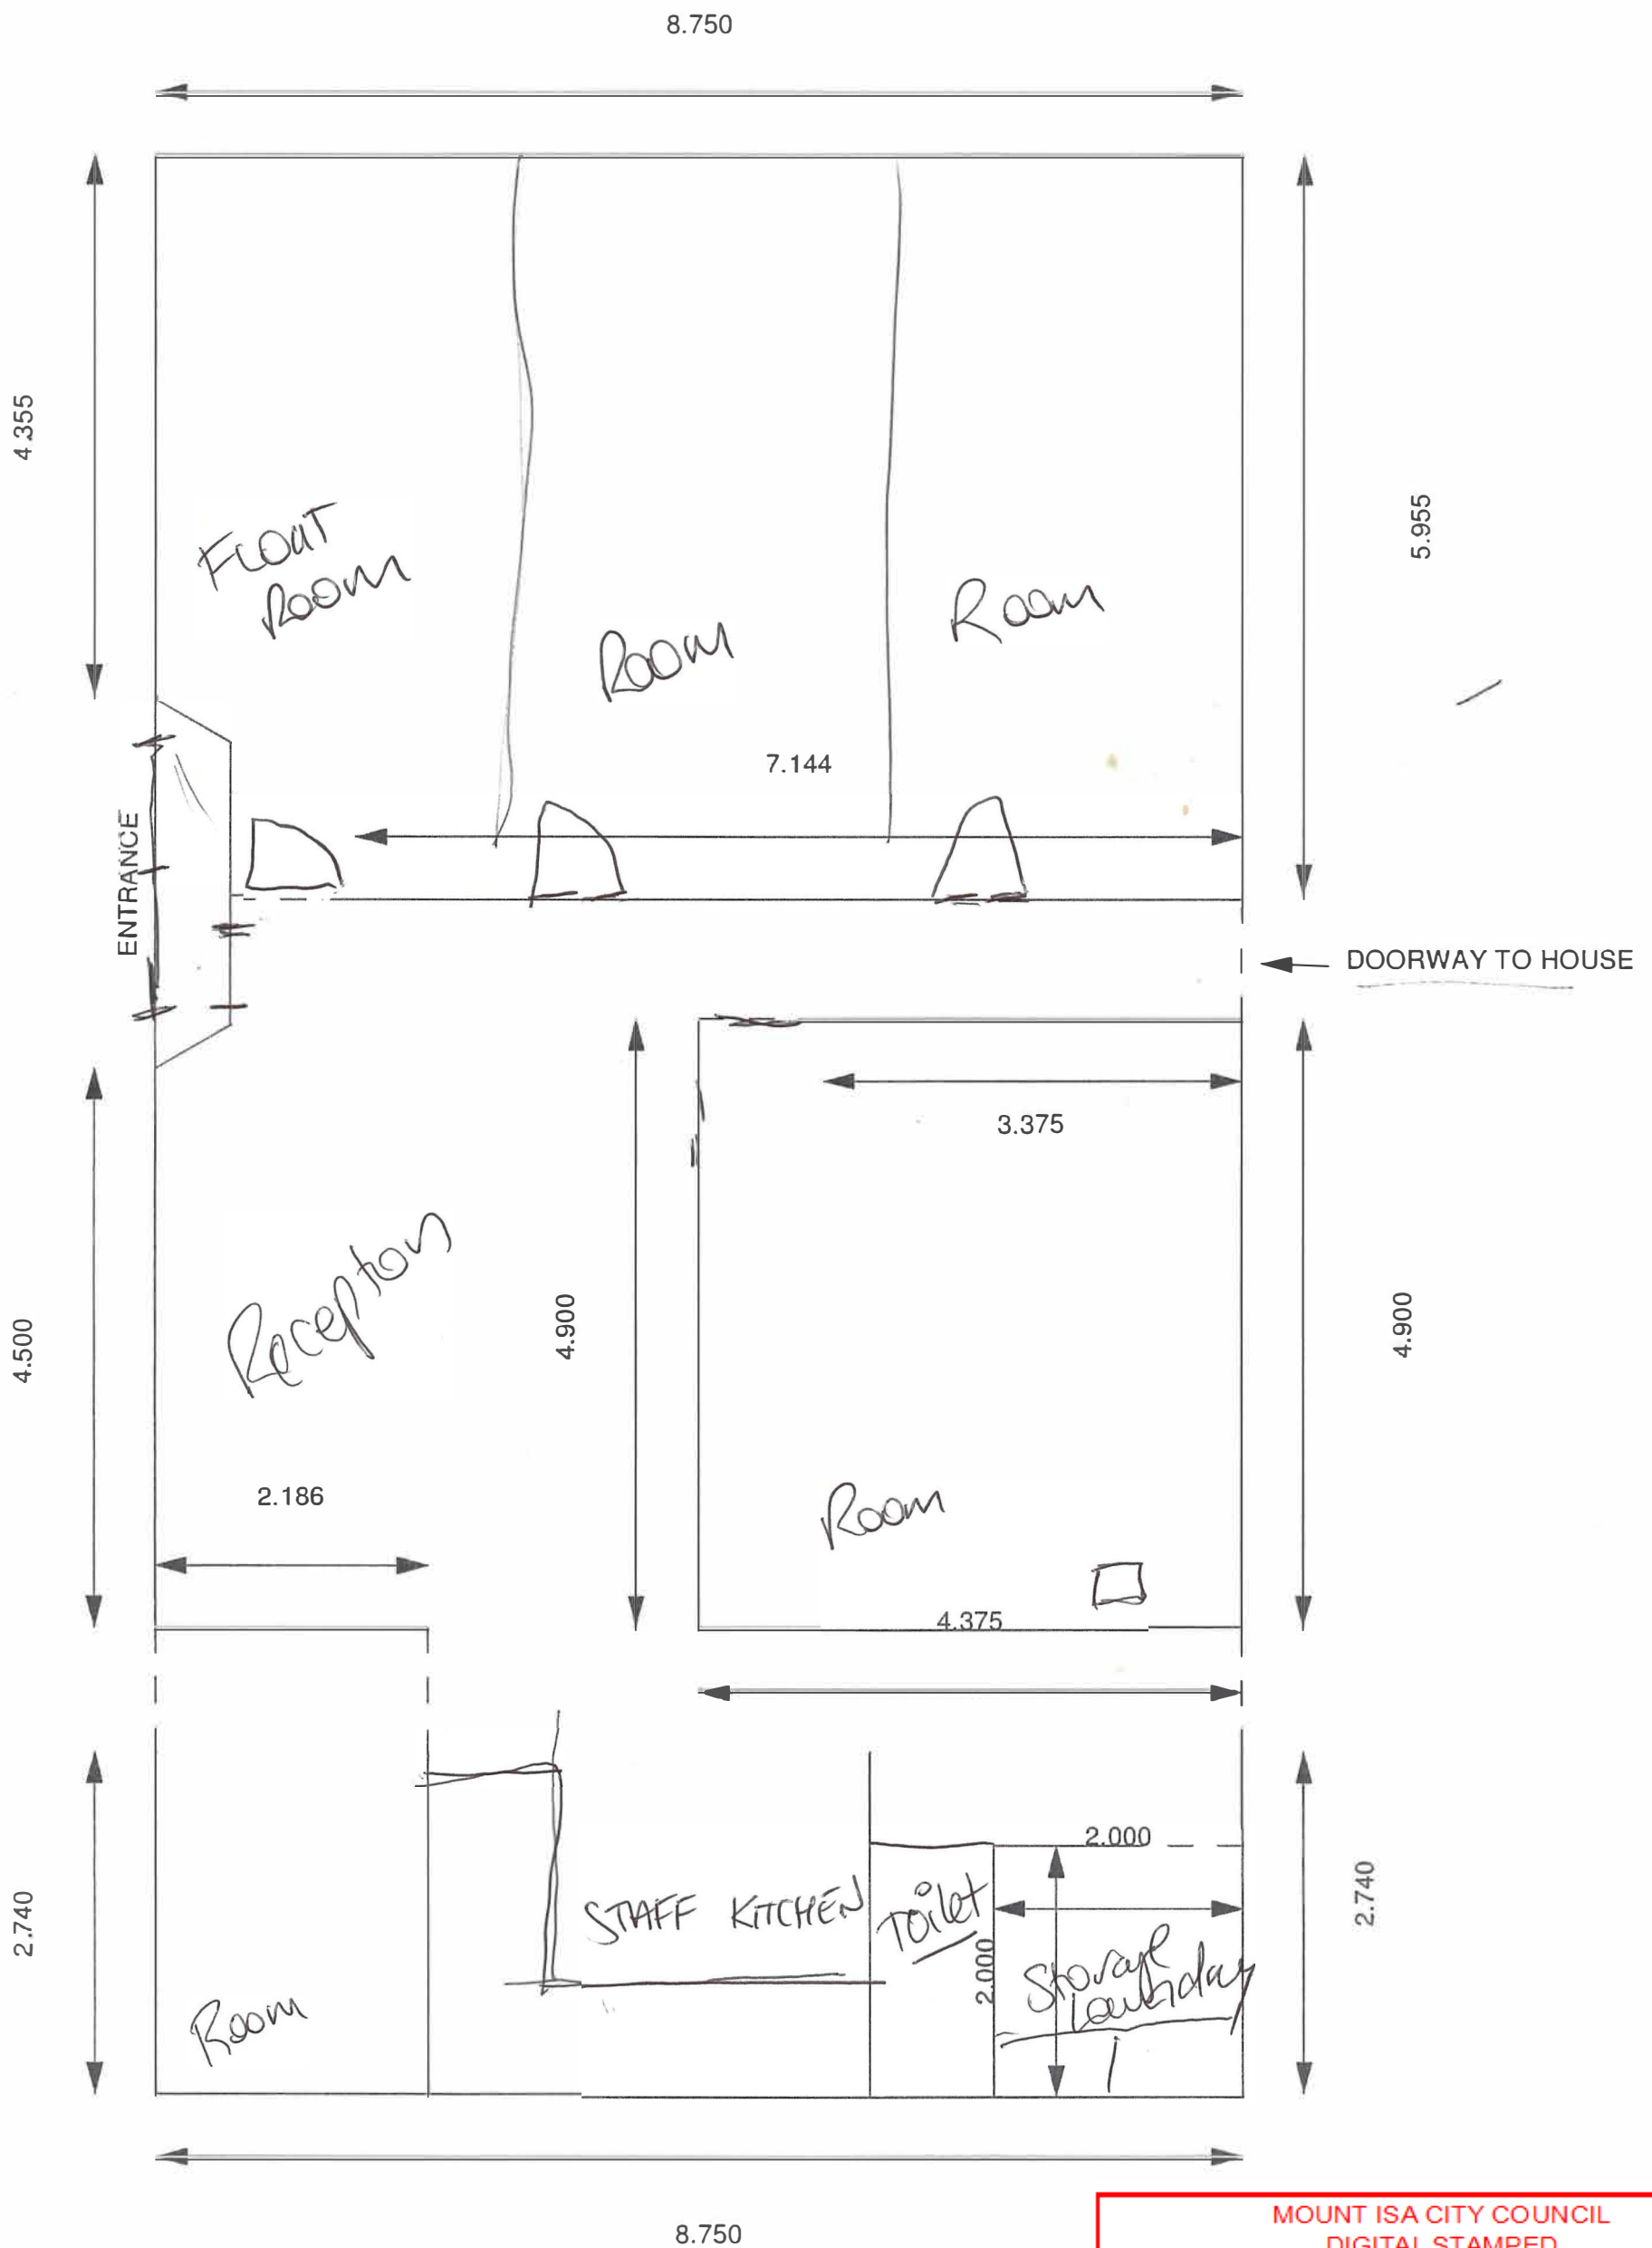 8.750
4.355
FLOAT
ROOM
ROOM
Room
5.955
7.144
ENTRANCE
DOORWAY TO HOUSE
3.375
Reception
4.500
4.900
4.900
2.186
Room
4.375
2.000
2.740
STAFF KITCHEN
Toilet
2.000
Storage
Launday
2.740
Room
8.750
MOUNT ISA CITY COUNCIL
DIGITAL STAMPED